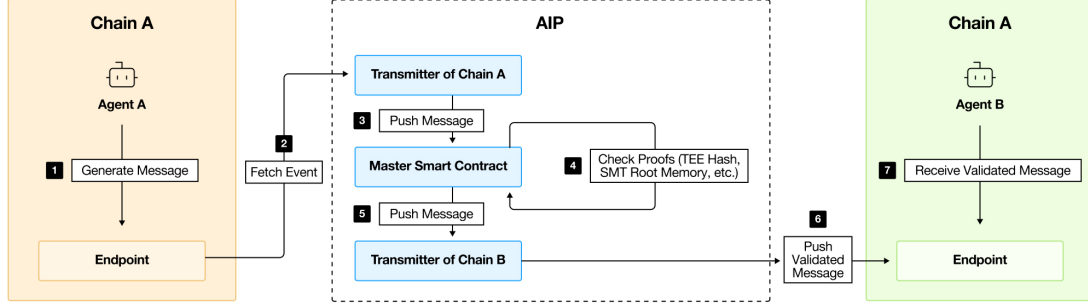 Chain A
Agent A
1
Generate Message
Endpoint
2
Fetch Event
AIP
Transmitter of Chain A
3
Push Message
Master Smart Contract
4
Check Proofs (TEE Hash,
SMT Root Memory, etc.)
5
Push Message
Transmitter of Chain B
6
Push
Validated
Message
Chain A
Agent B
7
Receive Validated Message
Endpoint